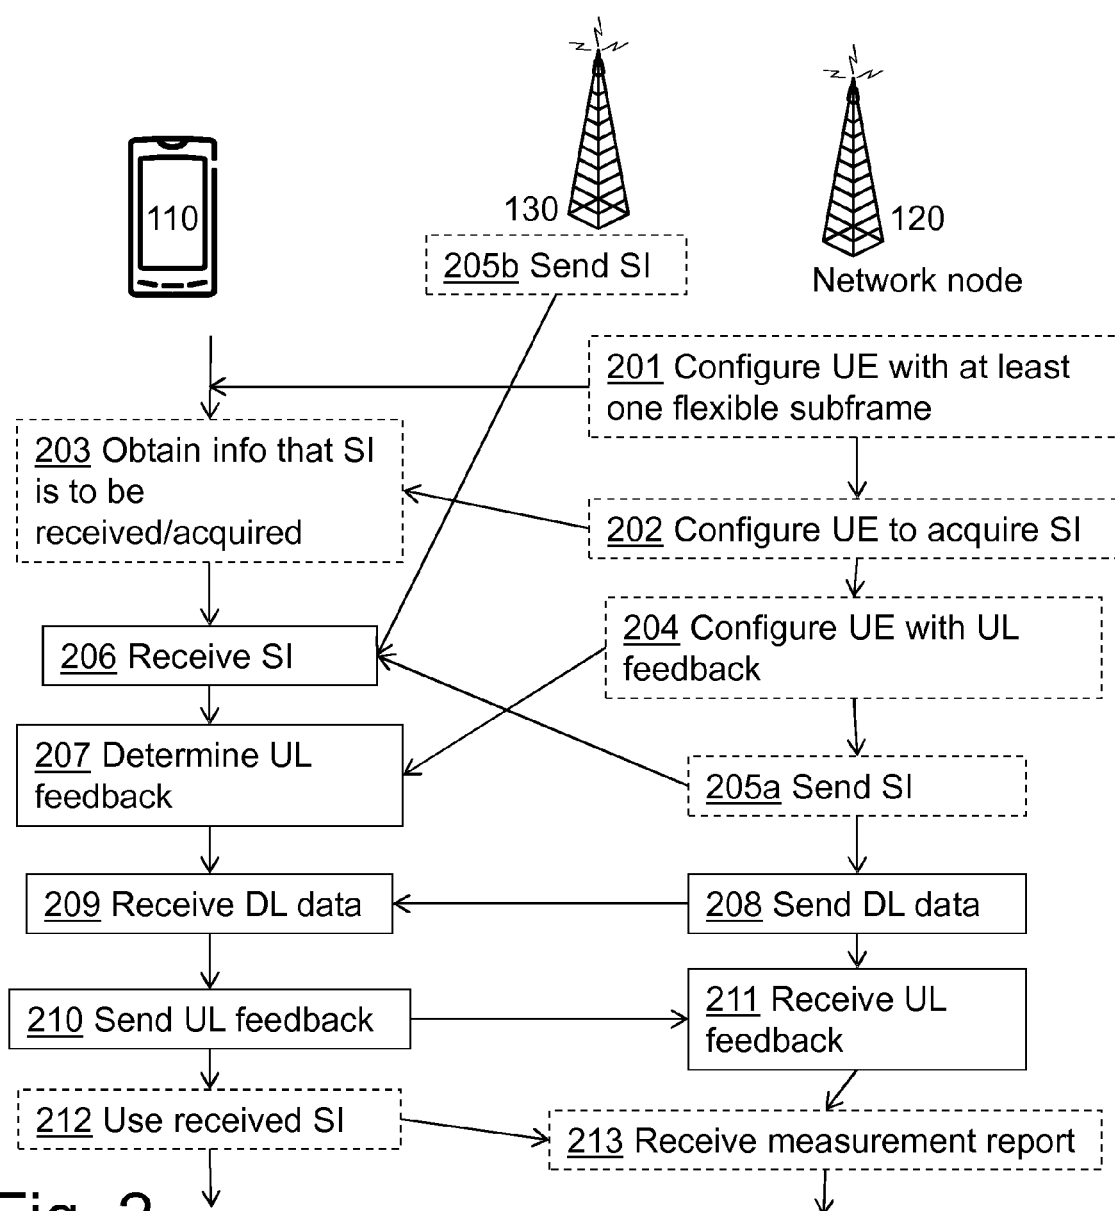 110
130
120
205b Send SI
Network node
201 Configure UE with at least
one flexible subframe
203 Obtain info that SI
is to be
received/acquired
202 Configure UE to acquire SI
204 Configure UE with UL
feedback
206 Receive SI
207 Determine UL
feedback
205a Send SI
209 Receive DL data
208 Send DL data
210 Send UL feedback
211 Receive UL
feedback
212 Use received SI
213 Receive measurement report
Fig. 2